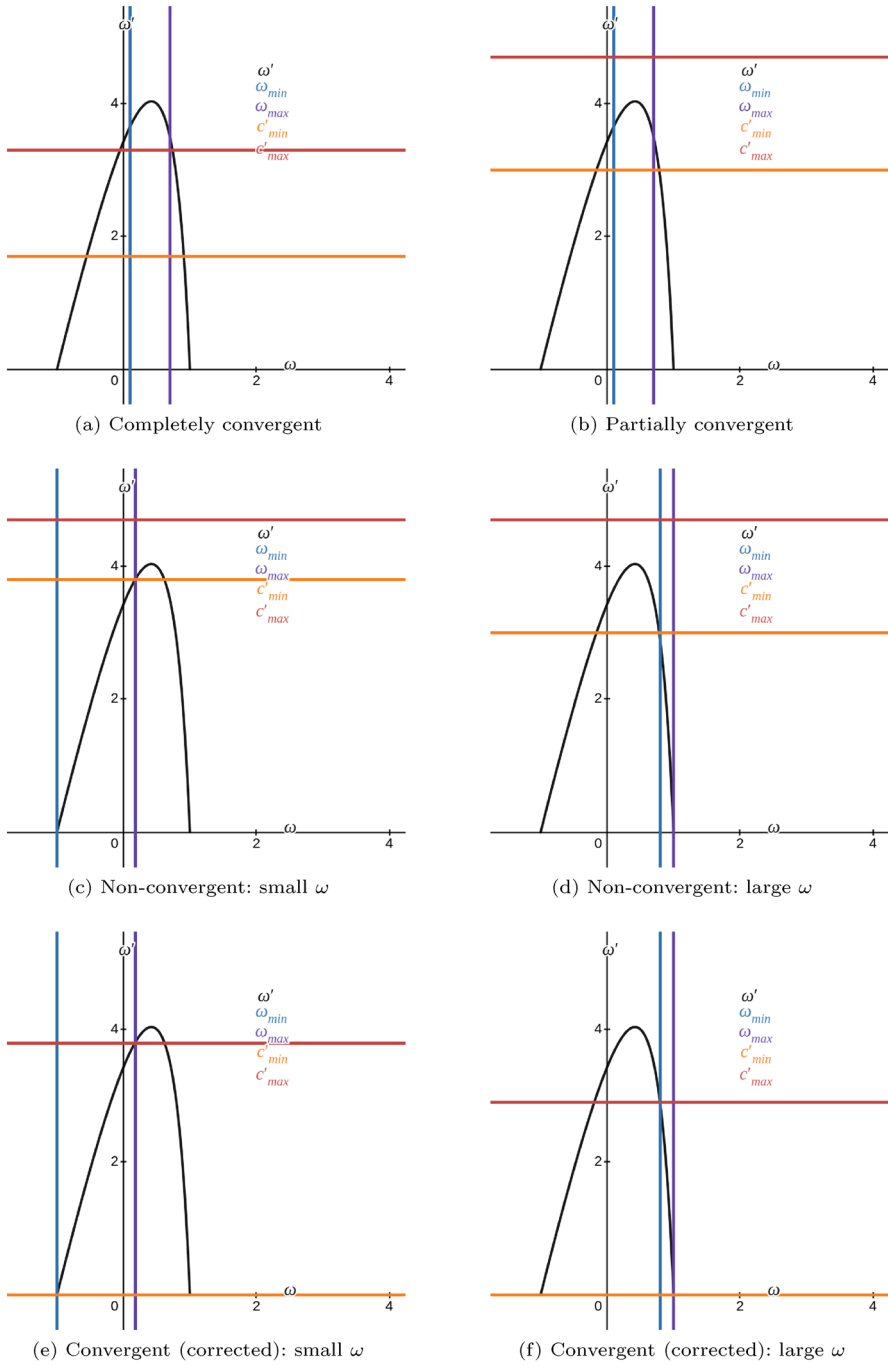 ω′
ω′
ω_min
ω_max
c′_min
c′_max
4
2
0
2
4
ω
(a) Completely convergent
ω′
ω′
ω_min
ω_max
c′_min
c′_max
4
2
0
2
4
ω
(b) Partially convergent
ω′
ω′
ω_min
ω_max
c′_min
c′_max
4
2
0
2
4
ω
(c) Non-convergent: small ω
ω′
ω′
ω_min
ω_max
c′_min
c′_max
4
2
0
2
4
ω
(d) Non-convergent: large ω
ω′
ω′
ω_min
ω_max
c′_min
c′_max
4
2
0
2
4
ω
(e) Convergent (corrected): small ω
ω′
ω′
ω_min
ω_max
c′_min
c′_max
4
2
0
2
4
ω
(f) Convergent (corrected): large ω